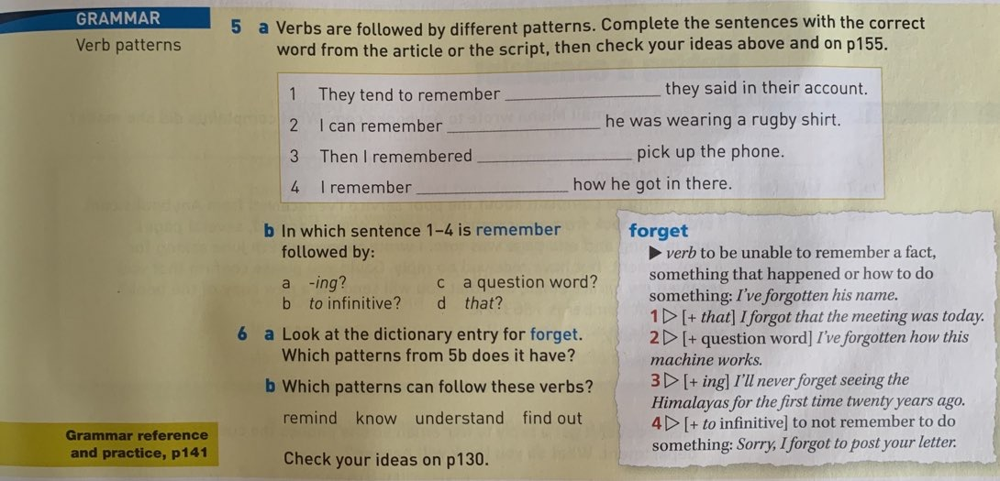 GRAMMAR
Verb patterns
5 a Verbs are followed by different patterns. Complete the sentences with the correct
word from the article or the script, then check your ideas above and on p155.
1 They tend to remember ____________ they said in their account.
2 I can remember ____________ he was wearing a rugby shirt.
3 Then I remembered ____________ pick up the phone.
4 I remember ____________ how he got in there.
b In which sentence 1–4 is remember
followed by:
a -ing? c a question word?
b to infinitive? d that?
6 a Look at the dictionary entry for forget.
Which patterns from 5b does it have?
b Which patterns can follow these verbs?
remind know understand find out
Check your ideas on p130.
forget
▶ verb to be unable to remember a fact,
something that happened or how to do
something: I've forgotten his name.
1 ▷ [+ that] I forgot that the meeting was today.
2 ▷ [+ question word] I've forgotten how this
machine works.
3 ▷ [+ ing] I'll never forget seeing the
Himalayas for the first time twenty years ago.
4 ▷ [+ to infinitive] to not remember to do
something: Sorry, I forgot to post your letter.
Grammar reference
and practice, p141